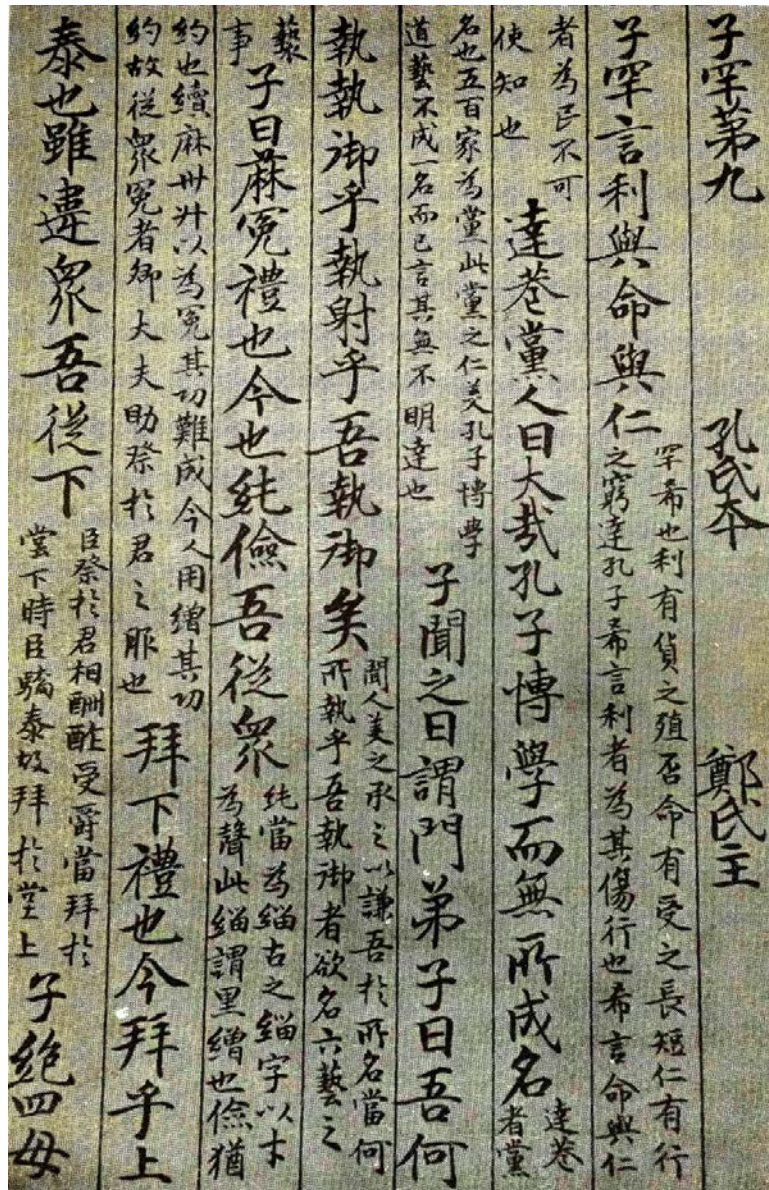 子罕第九 孔氏本 鄭氏主
子罕言利與命與仁 罕希也利有貨之殖否命有受之長短仁有行之窮達孔子希言利者為其傷行也希言命與仁
者為民不可使知也 達巷黨人曰大哉孔子博學而無所成名 達巷者黨
名也五百家為黨此黨之仁美孔子博學道藝不成一名而已言其無不明達也 子聞之曰謂門弟子曰吾何
執執御乎執射乎吾執御矣 聞人美之承之以謙吾於所名當何所執乎吾執御者欲名六藝之
藝事 子曰麻冕禮也今也純儉吾從眾 純當為緇古之緇字以才為聲此緇謂黑繒也儉猶
約也績麻卅升以為冕其功難成今人用繒其功約故從眾冕者卿大夫助祭於君之服也 拜下禮也今拜乎上
泰也雖違眾吾從下 臣祭於君相酬酢受爵當拜於堂下時臣驕泰故拜於堂上 子絕四毋